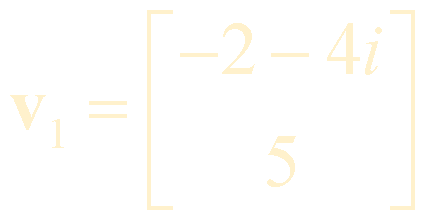 v₁ = [−2 − 4i
5]